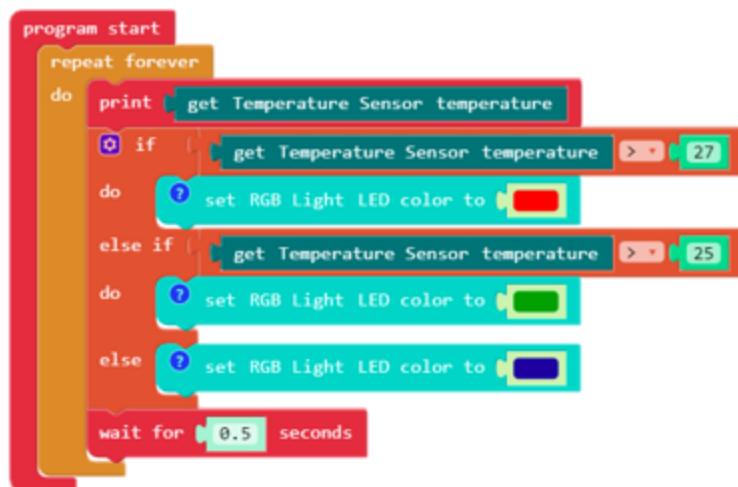 program start
repeat forever
do print get Temperature Sensor temperature
if get Temperature Sensor temperature > 27
do ? set RGB Light LED color to
else if get Temperature Sensor temperature > 25
do ? set RGB Light LED color to
else ? set RGB Light LED color to
wait for 0.5 seconds